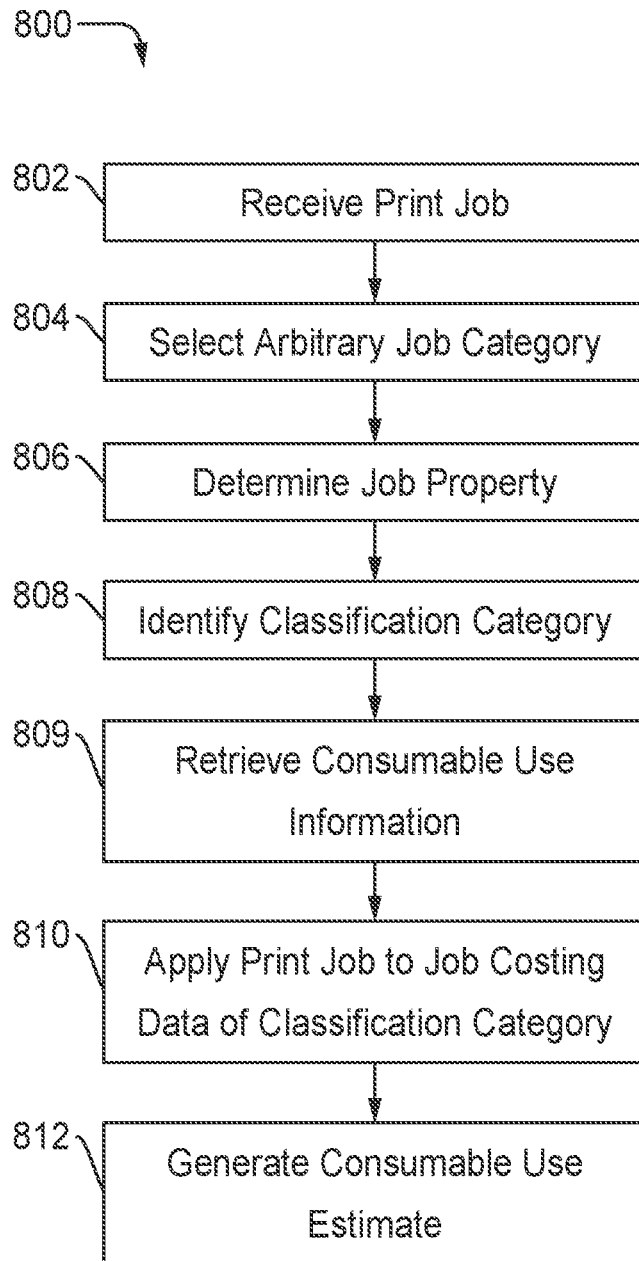 800
802
Receive Print Job
804
Select Arbitrary Job Category
806
Determine Job Property
808
Identify Classification Category
809
Retrieve Consumable Use
Information
810
Apply Print Job to Job Costing
Data of Classification Category
812
Generate Consumable Use
Estimate